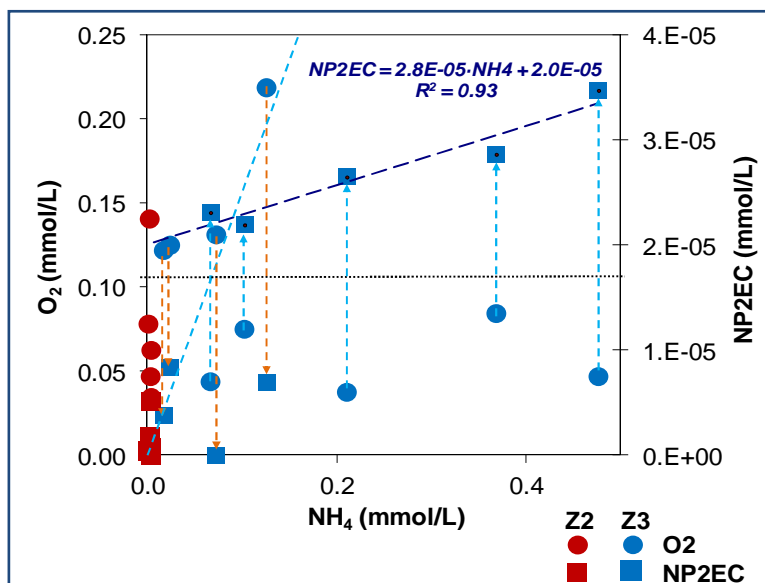 0.25
0.20
0.15
0.10
0.05
0.00
O2 (mmol/L)
NP2EC = 2.8E-05·NH4 + 2.0E-05
R2 = 0.93
4.E-05
3.E-05
2.E-05
1.E-05
0.E+00
NP2EC (mmol/L)
0.0 0.2 0.4
NH4 (mmol/L)
Z2 Z3
O2
NP2EC